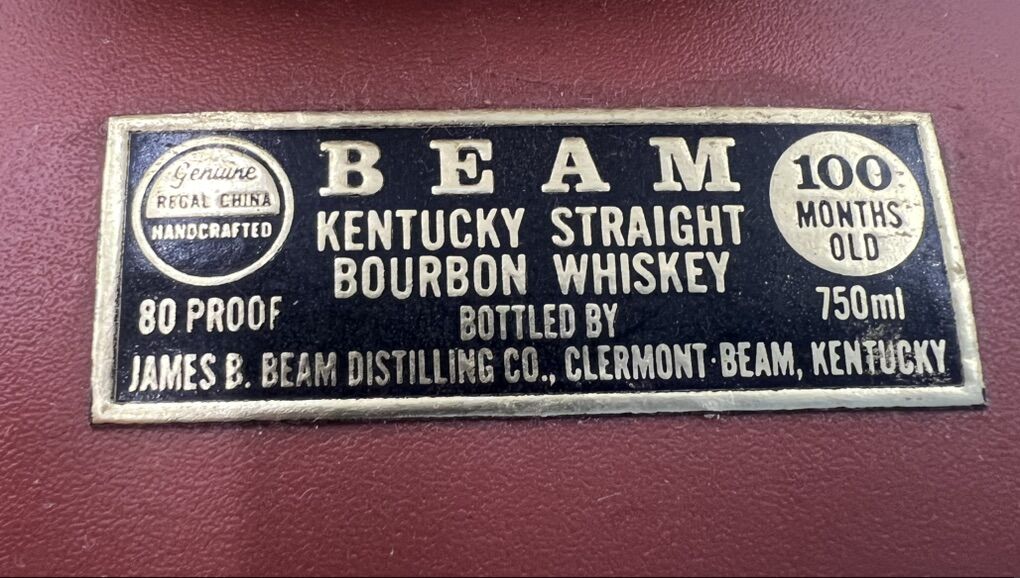 Genuine
REGAL CHINA
HANDCRAFTED
BEAM
KENTUCKY STRAIGHT
BOURBON WHISKEY
100
MONTHS
OLD
80 PROOF
750ml
BOTTLED BY
JAMES B. BEAM DISTILLING CO., CLERMONT·BEAM, KENTUCKY